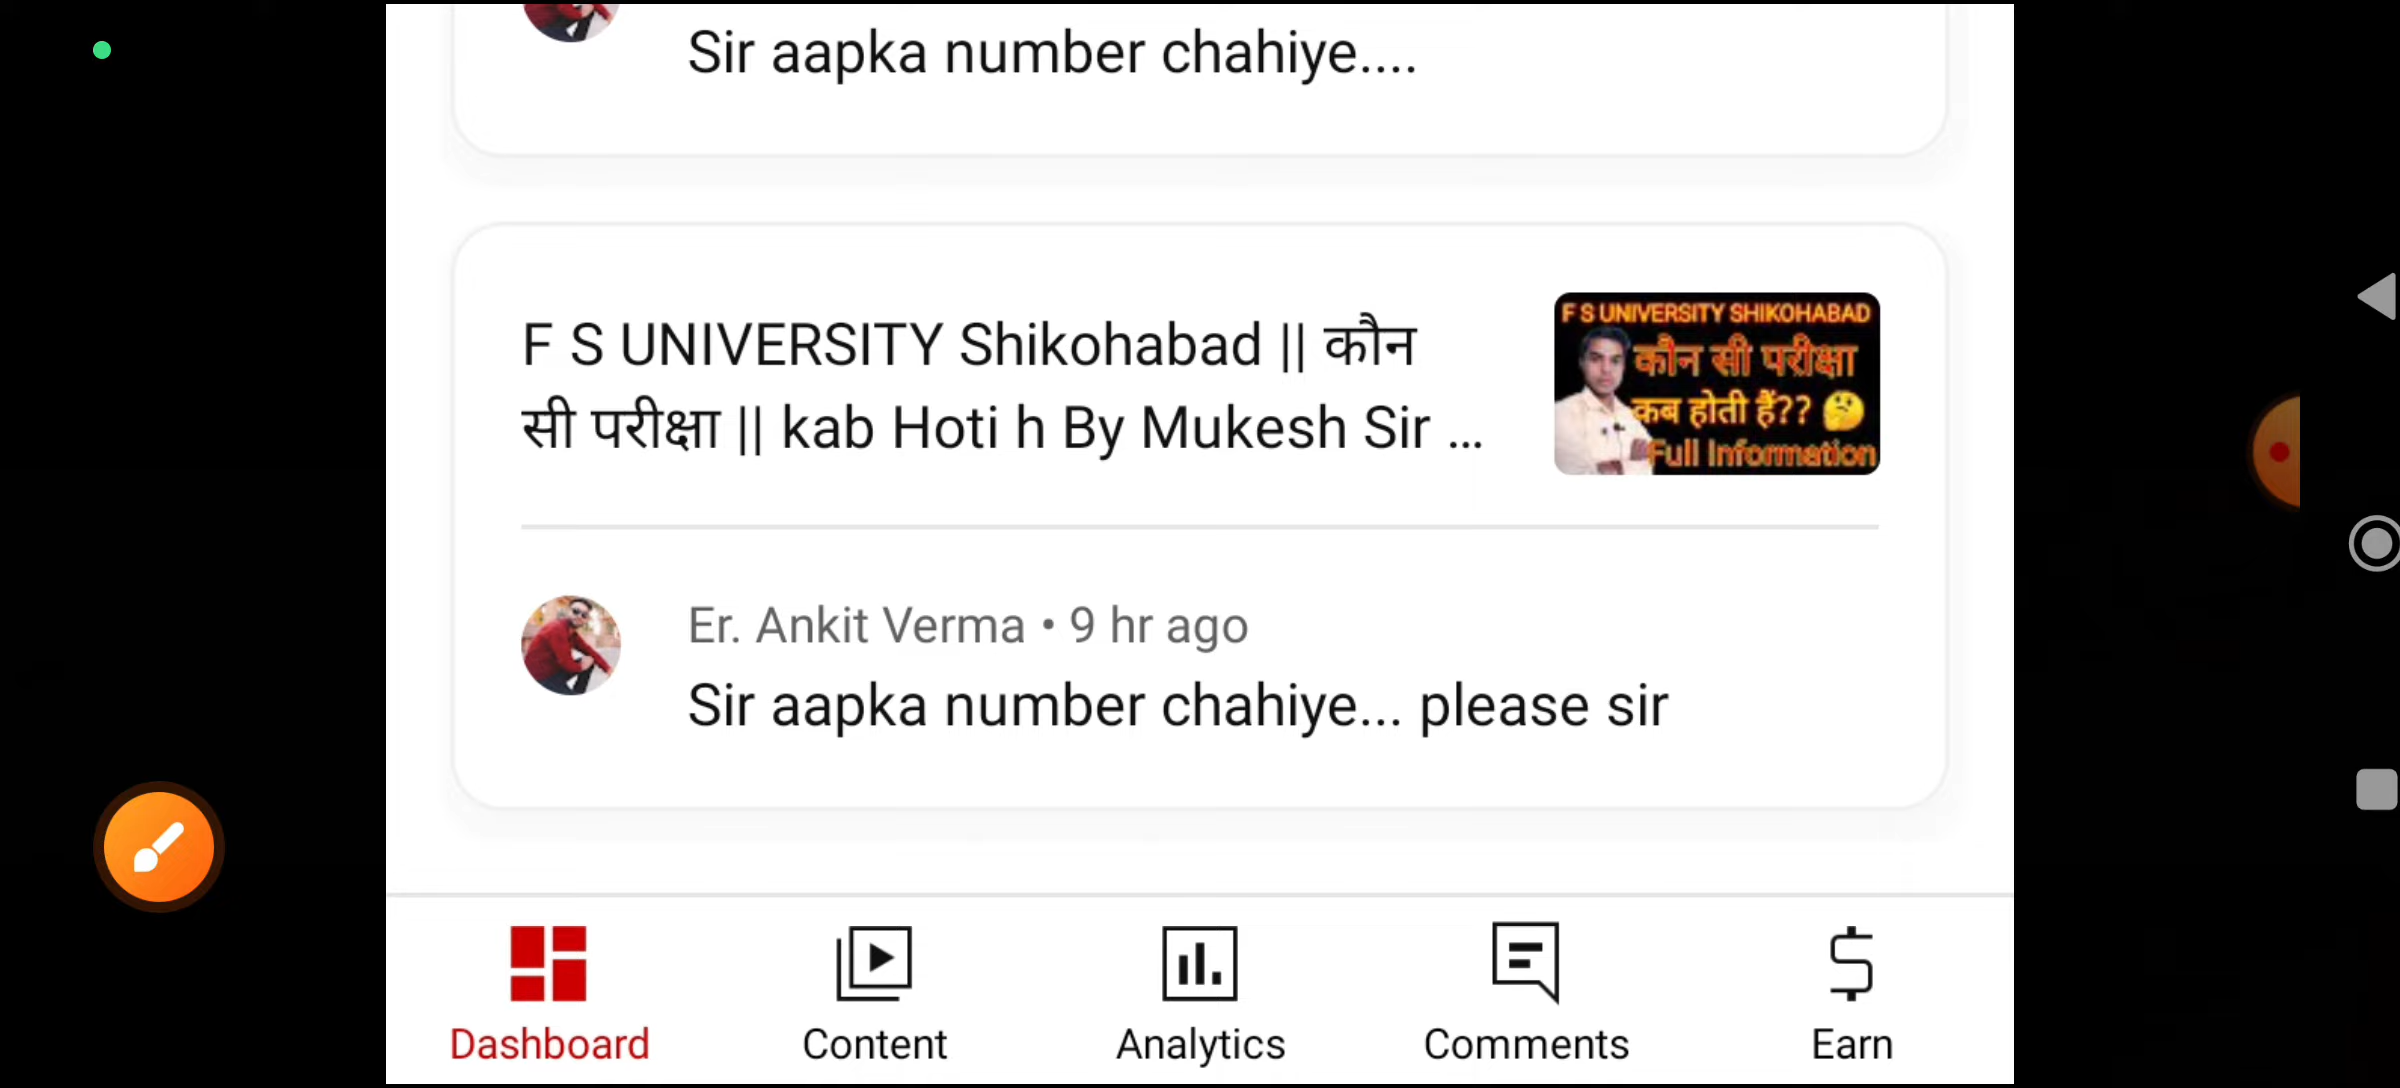 Sir aapka number chahiye....
F S UNIVERSITY Shikohabad || कौन
सी परीक्षा || kab Hoti h By Mukesh Sir ...
F S UNIVERSITY SHIKOHABAD
कौन सी परीक्षा
कब होती हैं??
Full Information
Er. Ankit Verma • 9 hr ago
Sir aapka number chahiye... please sir
Dashboard
Content
Analytics
Comments
Earn